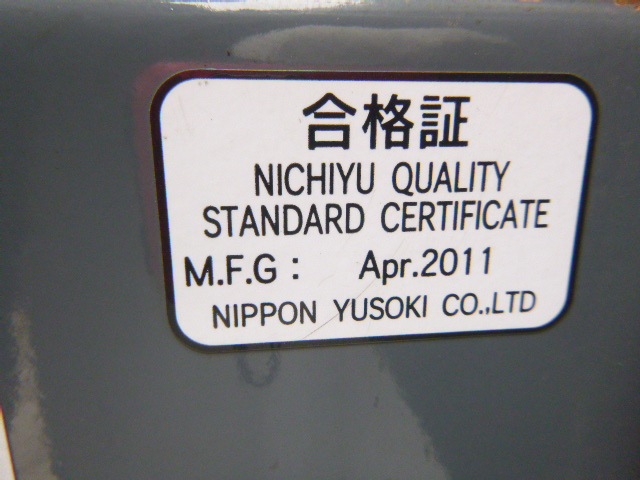 合格証
NICHIYU QUALITY
STANDARD CERTIFICATE
M.F.G : Apr.2011
NIPPON YUSOKI CO.,LTD